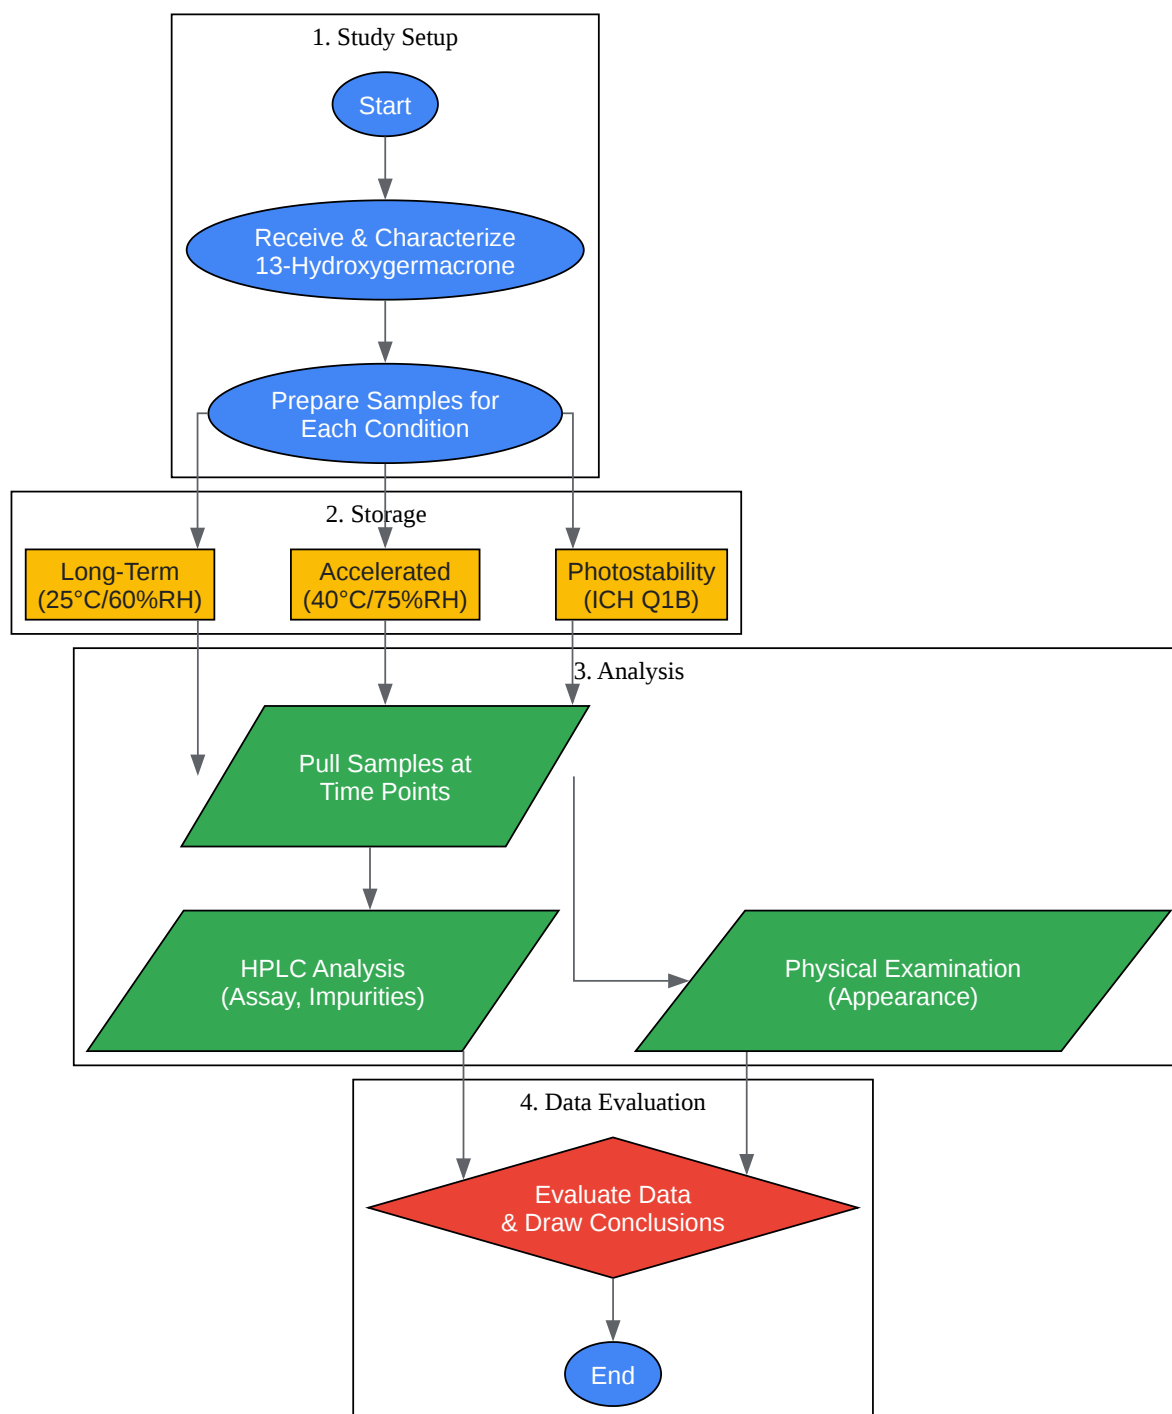 1. Study Setup
Start
Receive & Characterize
13-Hydroxygermacrone
Prepare Samples for
Each Condition
2. Storage
Long-Term
(25°C/60%RH)
Accelerated
(40°C/75%RH)
Photostability
(ICH Q1B)
3. Analysis
Pull Samples at
Time Points
HPLC Analysis
(Assay, Impurities)
Physical Examination
(Appearance)
4. Data Evaluation
Evaluate Data
& Draw Conclusions
End